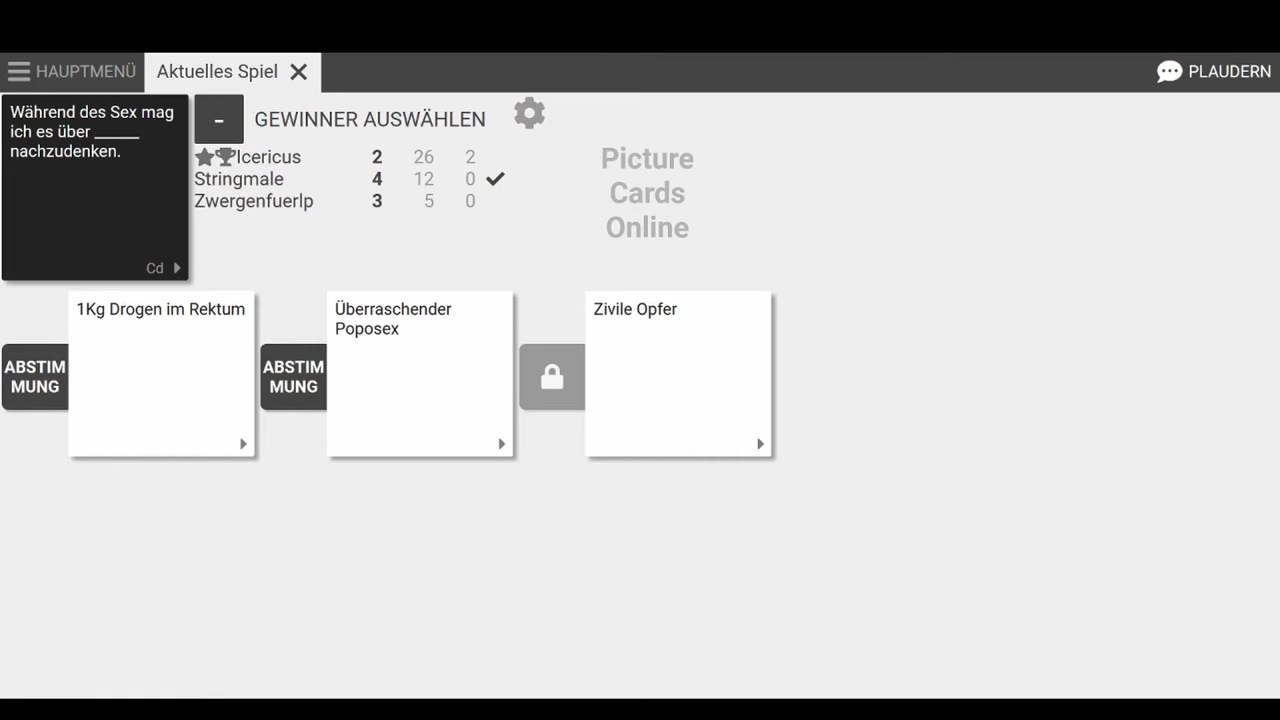 HAUPTMENÜ
Aktuelles Spiel
PLAUDERN
Während des Sex mag
ich es über _____
nachzudenken.
Cd
-
GEWINNER AUSWÄHLEN
Icericus 2 26 2
Stringmale 4 12 0
Zwergenfuerlp 3 5 0
Picture
Cards
Online
ABSTIM
MUNG
1Kg Drogen im Rektum
ABSTIM
MUNG
Überraschender
Poposex
Zivile Opfer